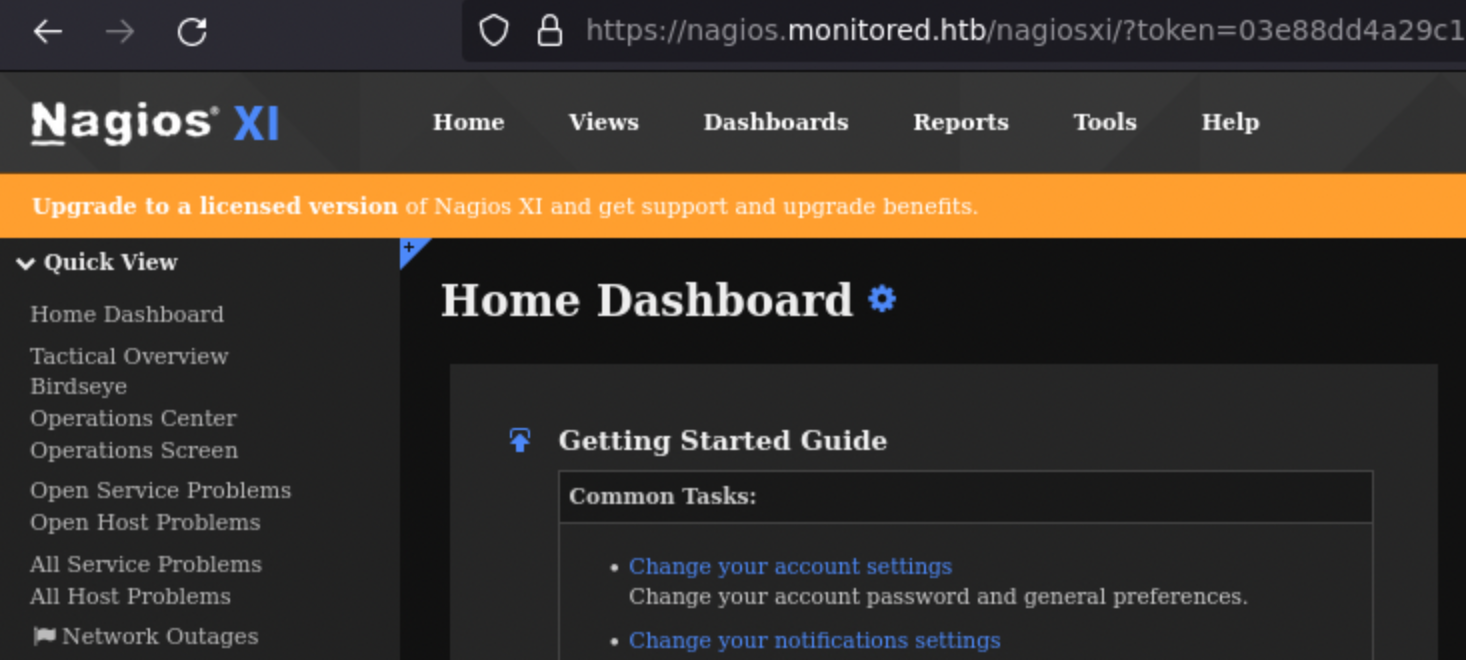 https://nagios.monitored.htb/nagiosxi/?token=03e88dd4a29c1
Nagios® XI
Home Views Dashboards Reports Tools Help
Upgrade to a licensed version of Nagios XI and get support and upgrade benefits.
Quick View
Home Dashboard
Tactical Overview
Birdseye
Operations Center
Operations Screen
Open Service Problems
Open Host Problems
All Service Problems
All Host Problems
Network Outages
+
Home Dashboard
Getting Started Guide
Common Tasks:
• Change your account settings
Change your account password and general preferences.
• Change your notifications settings